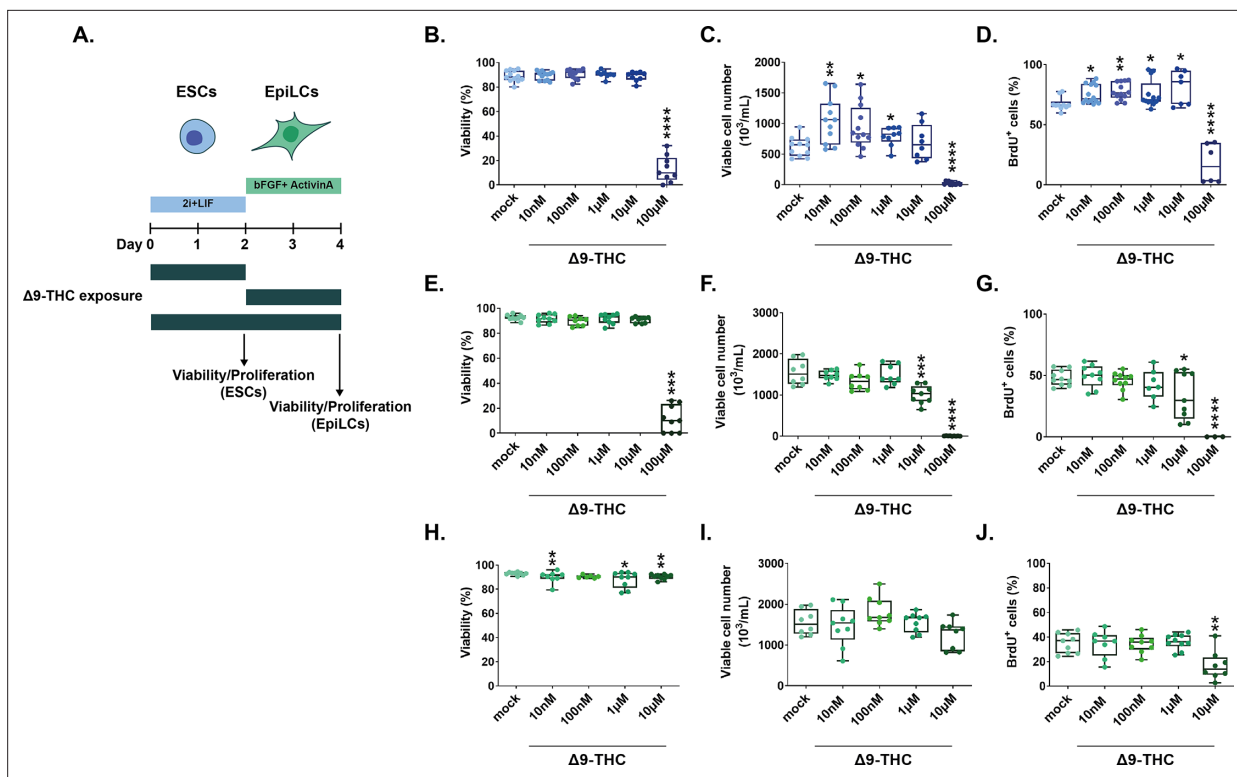 A.
ESCs EpiLCs
bFGF+ ActivinA
2i+LIF
Day 0 1 2 3 4
Δ9-THC exposure
Viability/Proliferation
(ESCs)
Viability/Proliferation
(EpiLCs)
B.
Viability (%)
100
80
60
40
20
0
****
mock 10nM 100nM 1µM 10µM 100µM
Δ9-THC
C.
Viable cell number
(10³/mL)
2000
1500
1000
500
0
** * * ****
mock 10nM 100nM 1µM 10µM 100µM
Δ9-THC
D.
BrdU⁺ cells (%)
100
80
60
40
20
0
* ** * * ****
mock 10nM 100nM 1µM 10µM 100µM
Δ9-THC
E.
Viability (%)
100
80
60
40
20
0
****
mock 10nM 100nM 1µM 10µM 100µM
Δ9-THC
F.
Viable cell number
(10³/mL)
3000
2000
1000
0
*** ****
mock 10nM 100nM 1µM 10µM 100µM
Δ9-THC
G.
BrdU⁺ cells (%)
100
50
0
* ****
mock 10nM 100nM 1µM 10µM 100µM
Δ9-THC
H.
Viability (%)
100
80
60
40
20
0
** * **
mock 10nM 100nM 1µM 10µM
Δ9-THC
I.
Viable cell number
(10³/mL)
3000
2000
1000
0
mock 10nM 100nM 1µM 10µM
Δ9-THC
J.
BrdU⁺ cells (%)
100
80
60
40
20
0
**
mock 10nM 100nM 1µM 10µM
Δ9-THC